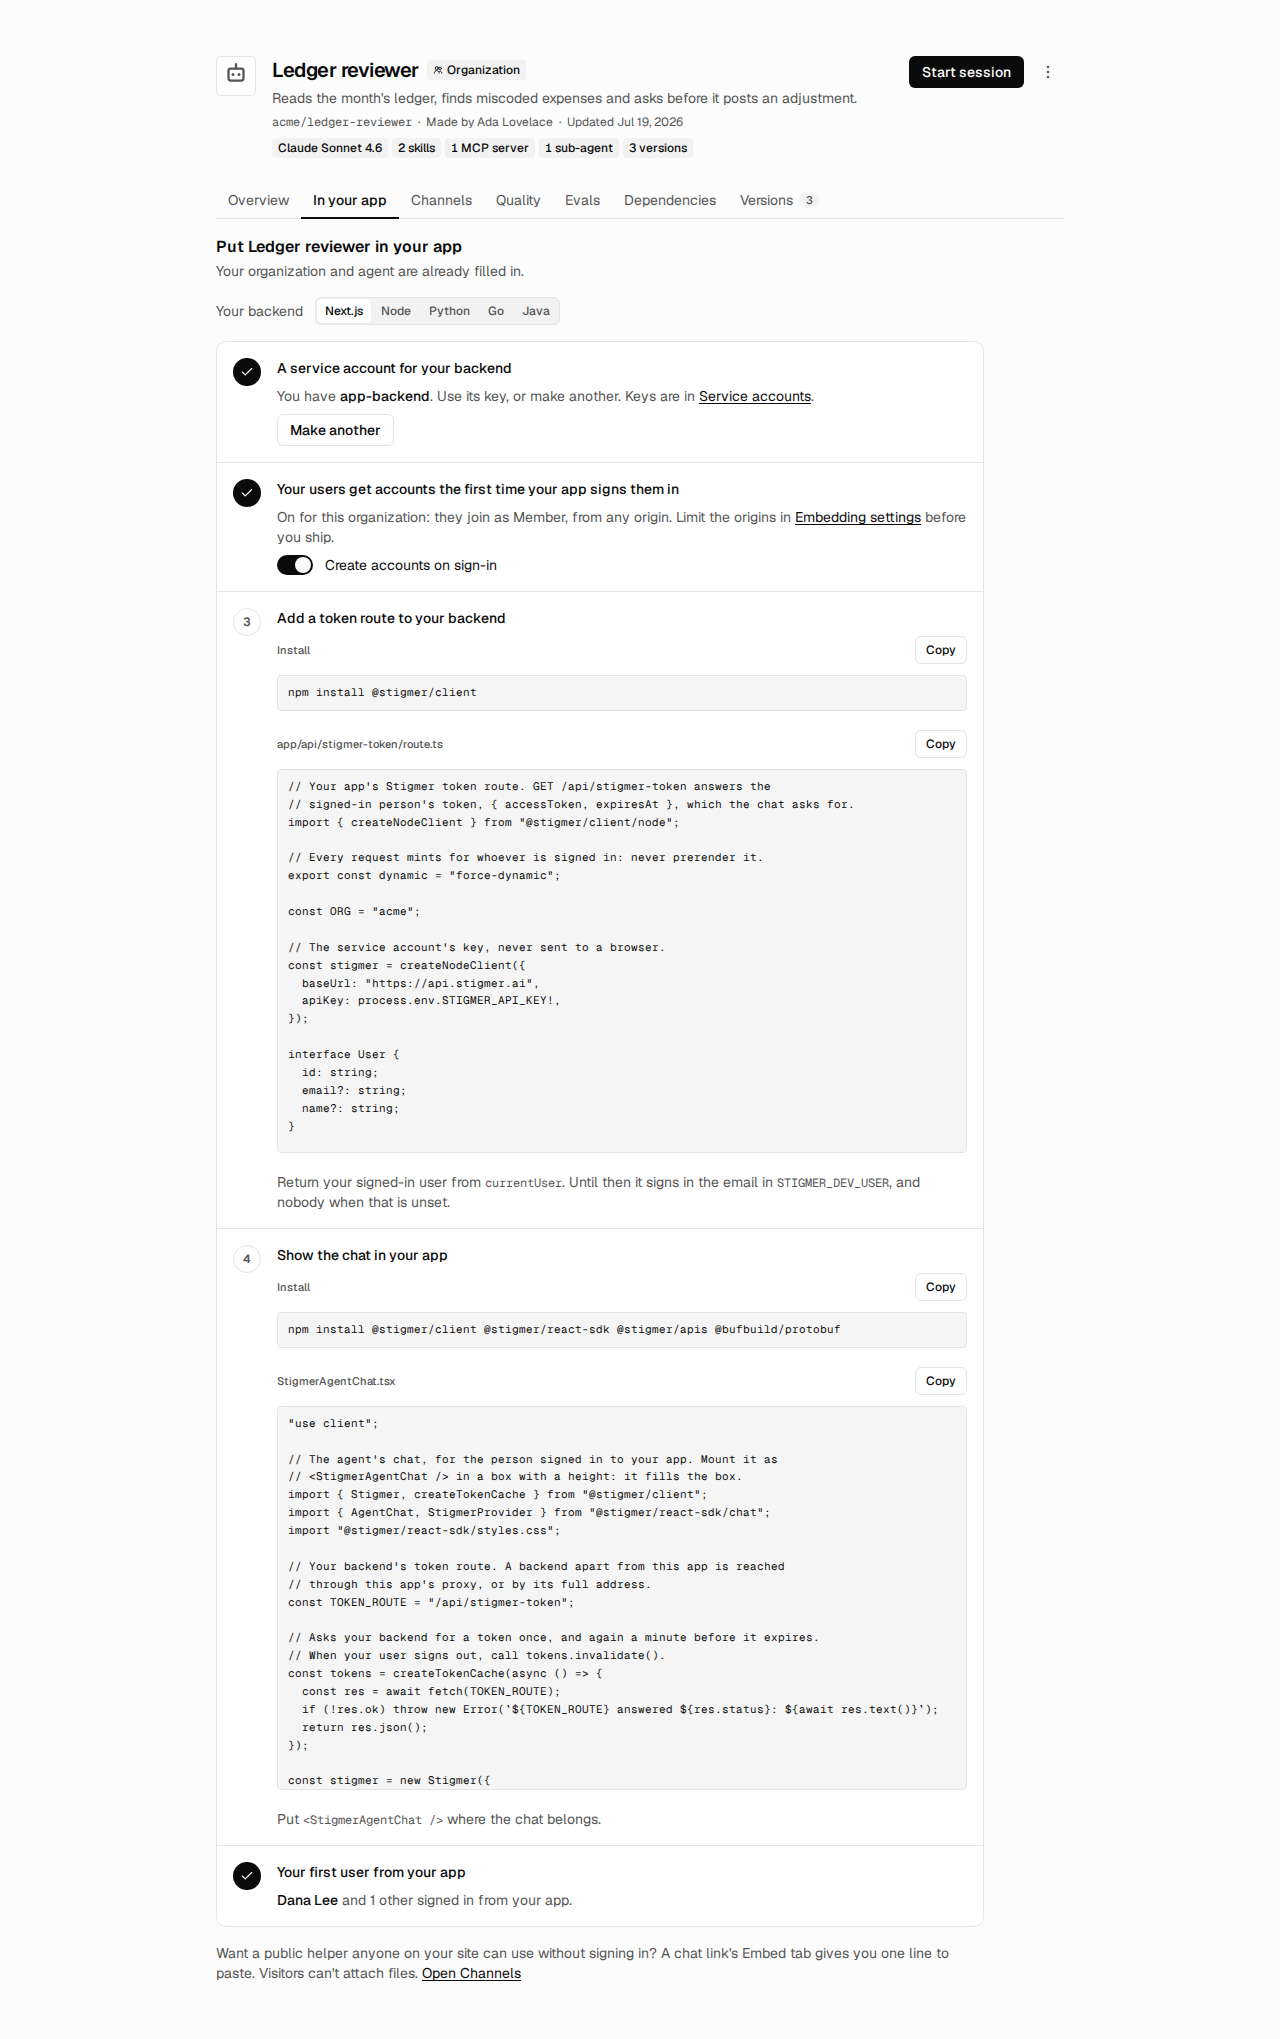 Ledger reviewer
Organization
Start session
Reads the month's ledger, finds miscoded expenses and asks before it posts an adjustment.
acme/ledger-reviewer · Made by Ada Lovelace · Updated Jul 19, 2026
Claude Sonnet 4.6 2 skills 1 MCP server 1 sub-agent 3 versions
Overview In your app Channels Quality Evals Dependencies Versions 3
Put Ledger reviewer in your app
Your organization and agent are already filled in.
Your backend Next.js Node Python Go Java
A service account for your backend
You have app-backend. Use its key, or make another. Keys are in Service accounts.
Make another
Your users get accounts the first time your app signs them in
On for this organization: they join as Member, from any origin. Limit the origins in Embedding settings before
you ship.
Create accounts on sign-in
3 Add a token route to your backend
Install Copy
npm install @stigmer/client
app/api/stigmer-token/route.ts Copy
// Your app's Stigmer token route. GET /api/stigmer-token answers the
// signed-in person's token, { accessToken, expiresAt }, which the chat asks for.
import { createNodeClient } from "@stigmer/client/node";
// Every request mints for whoever is signed in: never prerender it.
export const dynamic = "force-dynamic";
const ORG = "acme";
// The service account's key, never sent to a browser.
const stigmer = createNodeClient({
  baseUrl: "https://api.stigmer.ai",
  apiKey: process.env.STIGMER_API_KEY!,
});
interface User {
  id: string;
  email?: string;
  name?: string;
}
Return your signed-in user from currentUser. Until then it signs in the email in STIGMER_DEV_USER, and
nobody when that is unset.
4 Show the chat in your app
Install Copy
npm install @stigmer/client @stigmer/react-sdk @stigmer/apis @bufbuild/protobuf
StigmerAgentChat.tsx Copy
"use client";
// The agent's chat, for the person signed in to your app. Mount it as
// <StigmerAgentChat /> in a box with a height: it fills the box.
import { Stigmer, createTokenCache } from "@stigmer/client";
import { AgentChat, StigmerProvider } from "@stigmer/react-sdk/chat";
import "@stigmer/react-sdk/styles.css";
// Your backend's token route. A backend apart from this app is reached
// through this app's proxy, or by its full address.
const TOKEN_ROUTE = "/api/stigmer-token";
// Asks your backend for a token once, and again a minute before it expires.
// When your user signs out, call tokens.invalidate().
const tokens = createTokenCache(async () => {
  const res = await fetch(TOKEN_ROUTE);
  if (!res.ok) throw new Error(`${TOKEN_ROUTE} answered ${res.status}: ${await res.text()}`);
  return res.json();
});
const stigmer = new Stigmer({
Put <StigmerAgentChat /> where the chat belongs.
Your first user from your app
Dana Lee and 1 other signed in from your app.
Want a public helper anyone on your site can use without signing in? A chat link's Embed tab gives you one line to
paste. Visitors can't attach files. Open Channels